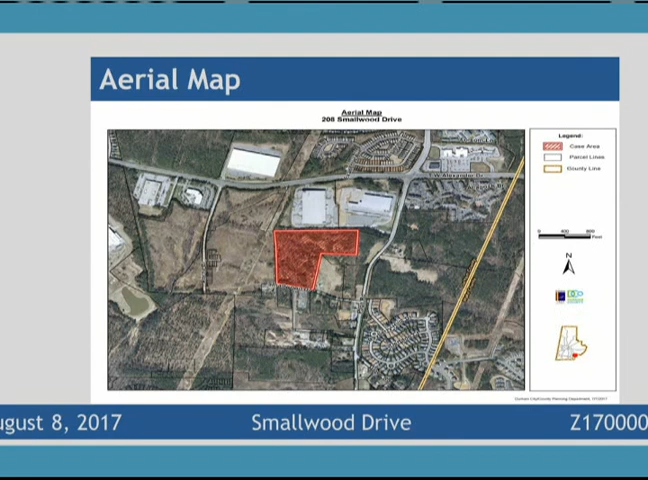 Aerial Map
Aerial Map
208 Smallwood Drive
Legend:
Case Area
Parcel Lines
County Line
0 400 800
Feet
N
ugust 8, 2017
Smallwood Drive
Z170000